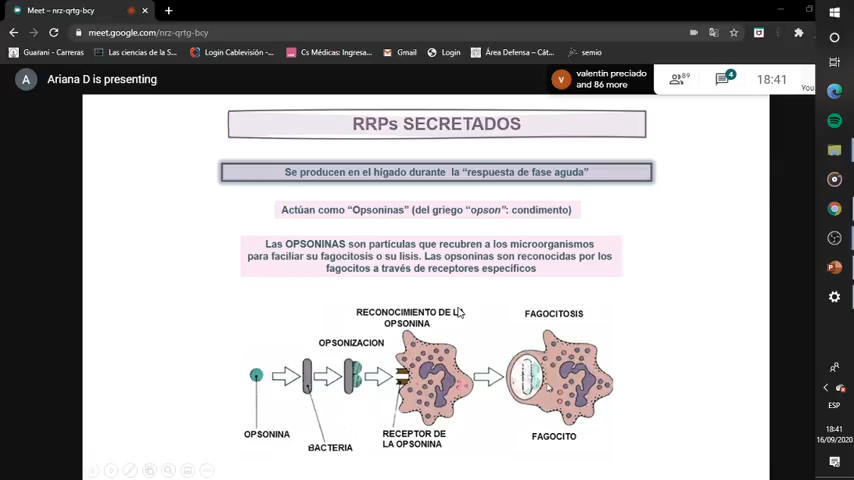 Meet – nrz-qrtg-bcy
meet.google.com/nrz-qrtg-bcy
Guarani - Carreras
Las ciencias de la S...
Login Cablevisión...
Cs Médicas: Ingresa...
Gmail
Login
Área Defensa – Cát...
semio
A
Ariana D is presenting
v
valentin preciado
and 86 more
89
4
18:41
You
RRPs SECRETADOS
Se producen en el hígado durante la “respuesta de fase aguda”
Actúan como “Opsoninas” (del griego “opson”: condimento)
Las OPSONINAS son partículas que recubren a los microorganismos
para faciliar su fagocitosis o su lisis. Las opsoninas son reconocidas por los
fagocitos a través de receptores específicos
RECONOCIMIENTO DE L
OPSONINA
FAGOCITOSIS
OPSONIZACION
OPSONINA
BACTERIA
RECEPTOR DE
LA OPSONINA
FAGOCITO
ESP
18:41
16/09/2020